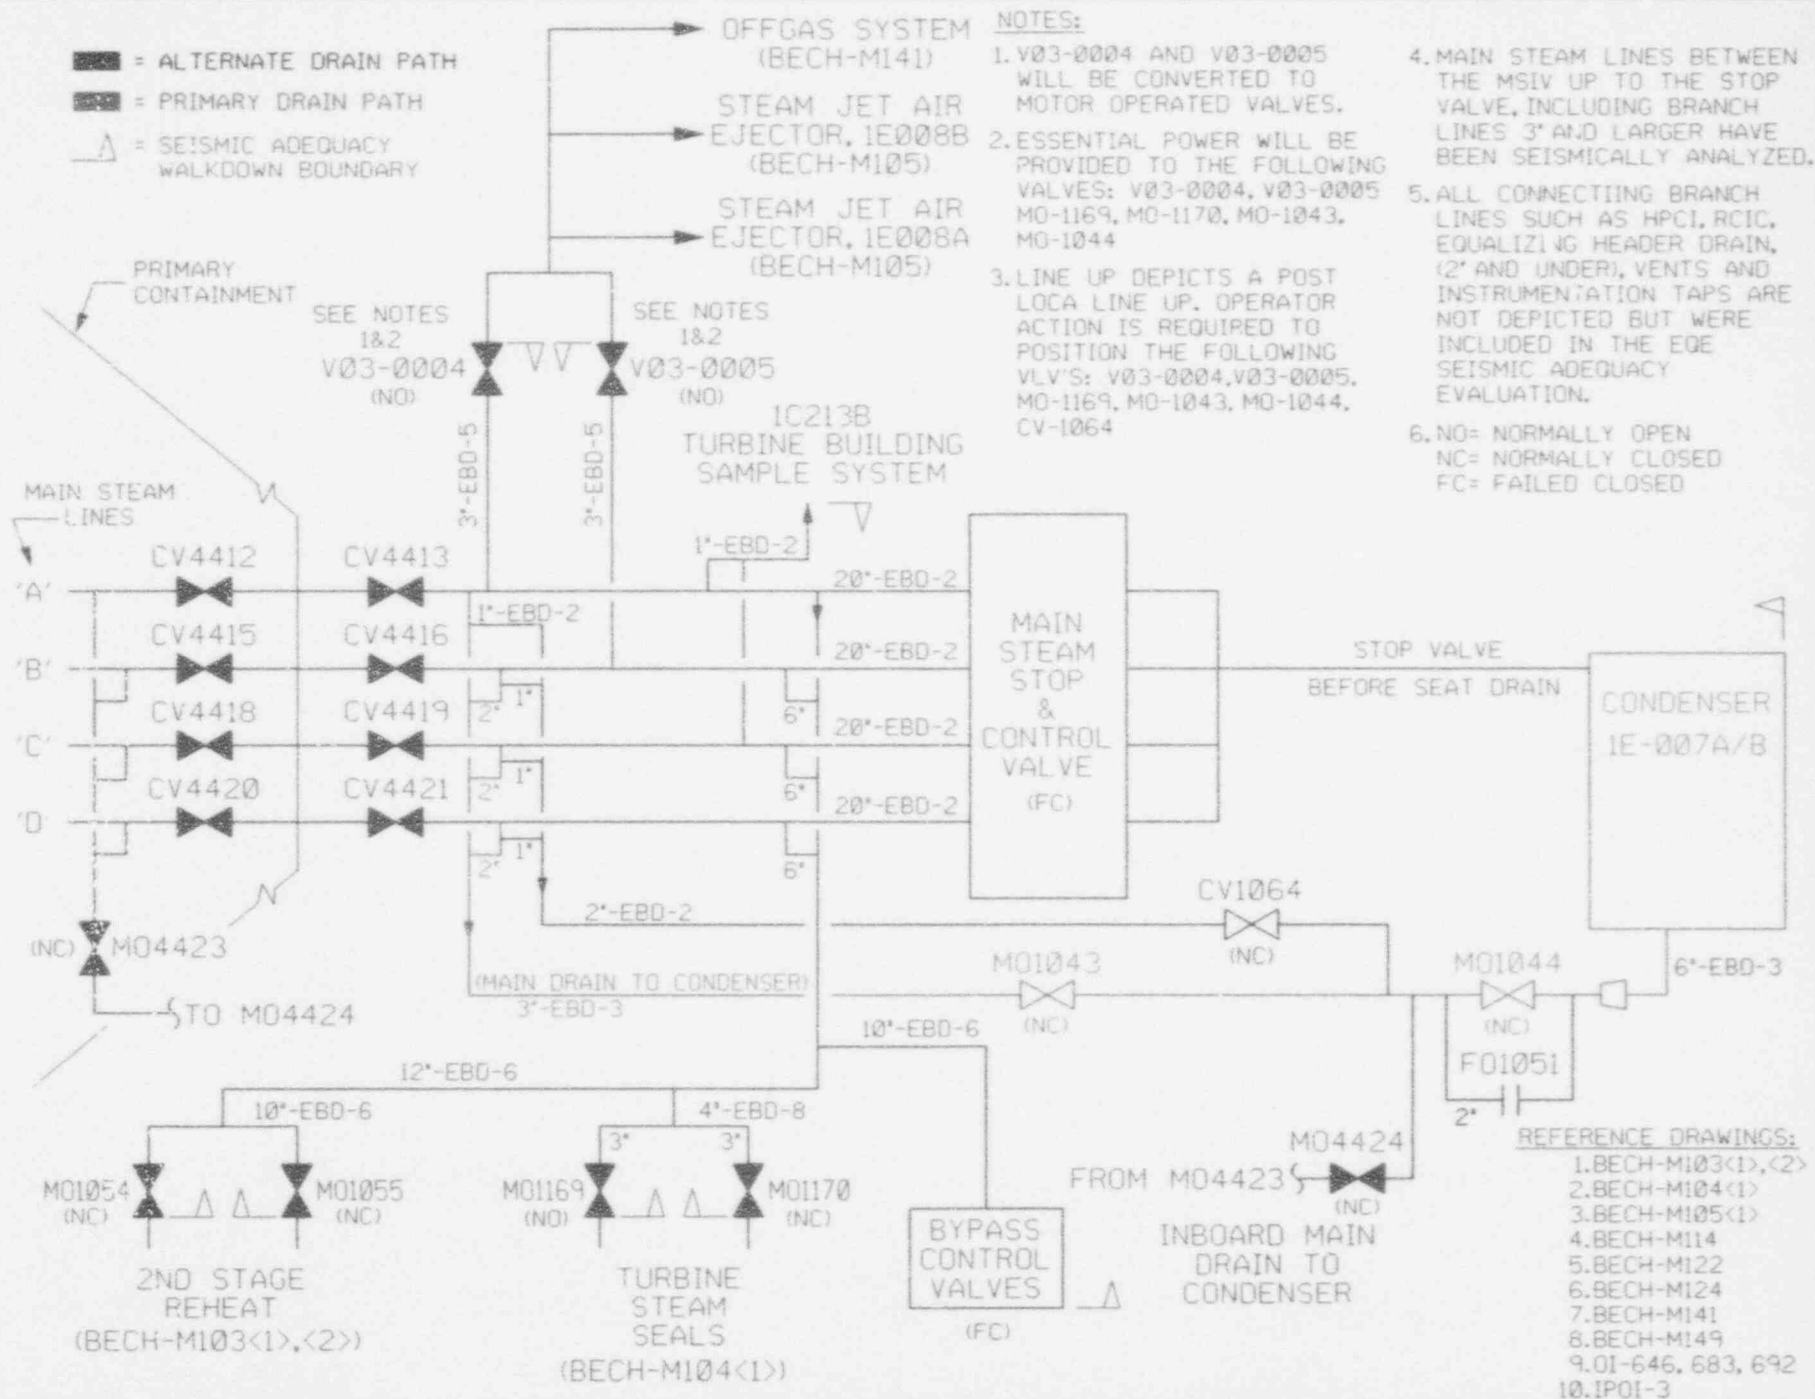 = ALTERNATE DRAIN PATH
= PRIMARY DRAIN PATH
= SEISMIC ADEQUACY
WALKDOWN BOUNDARY
OFFGAS SYSTEM
(BECH-M141)
STEAM JET AIR
EJECTOR, 1E008B
(BECH-M105)
STEAM JET AIR
EJECTOR, 1E008A
(BECH-M105)
NOTES:
1. V03-0004 AND V03-0005
WILL BE CONVERTED TO
MOTOR OPERATED VALVES.
2. ESSENTIAL POWER WILL BE
PROVIDED TO THE FOLLOWING
VALVES: V03-0004, V03-0005
MO-1169, MO-1170, MO-1043,
MO-1044
3. LINE UP DEPICTS A POST
LOCA LINE UP. OPERATOR
ACTION IS REQUIRED TO
POSITION THE FOLLOWING
VLV'S: V03-0004,V03-0005,
MO-1169, MO-1043, MO-1044,
CV-1064
4. MAIN STEAM LINES BETWEEN
THE MSIV UP TO THE STOP
VALVE, INCLUDING BRANCH
LINES 3" AND LARGER HAVE
BEEN SEISMICALLY ANALYZED.
5. ALL CONNECTIING BRANCH
LINES SUCH AS HPCI, RCIC,
EQUALIZING HEADER DRAIN,
(2" AND UNDER), VENTS AND
INSTRUMENTATION TAPS ARE
NOT DEPICTED BUT WERE
INCLUDED IN THE EQE
SEISMIC ADEQUACY
EVALUATION.
6. NO= NORMALLY OPEN
NC= NORMALLY CLOSED
FC= FAILED CLOSED
PRIMARY
CONTAINMENT
SEE NOTES
1&2
V03-0004
(NO)
SEE NOTES
1&2
V03-0005
(NO)
3"-EBD-5
3"-EBD-5
1C213B
TURBINE BUILDING
SAMPLE SYSTEM
MAIN STEAM
LINES
1"-EBD-2
'A'
CV4412
CV4413
20"-EBD-2
1"-EBD-2
'B'
CV4415
CV4416
20"-EBD-2
2"
1"
6"
'C'
CV4418
CV4419
20"-EBD-2
2"
1"
6"
'D
CV4420
CV4421
20"-EBD-2
2"
1"
6"
MAIN
STEAM
STOP
&
CONTROL
VALVE
(FC)
STOP VALVE
BEFORE SEAT DRAIN
CONDENSER
1E-007A/B
CV1064
(NC)
2"-EBD-2
(NC)
MO4423
TO MO4424
(MAIN DRAIN TO CONDENSER)
3"-EBD-3
MO1043
(NC)
MO1044
(NC)
6"-EBD-3
FO1051
2"
10"-EBD-6
12"-EBD-6
10"-EBD-6
4"-EBD-8
3"
3"
MO1054
(NC)
MO1055
(NC)
MO1169
(NO)
MO1170
(NC)
2ND STAGE
REHEAT
(BECH-M103<1>,<2>)
TURBINE
STEAM
SEALS
(BECH-M104<1>)
BYPASS
CONTROL
VALVES
(FC)
MO4424
FROM MO4423
(NC)
INBOARD MAIN
DRAIN TO
CONDENSER
REFERENCE DRAWINGS:
1.BECH-M103<1>,<2>
2.BECH-M104<1>
3.BECH-M105<1>
4.BECH-M114
5.BECH-M122
6.BECH-M124
7.BECH-M141
8.BECH-M149
9.OI-646, 683, 692
10.IPOI-3